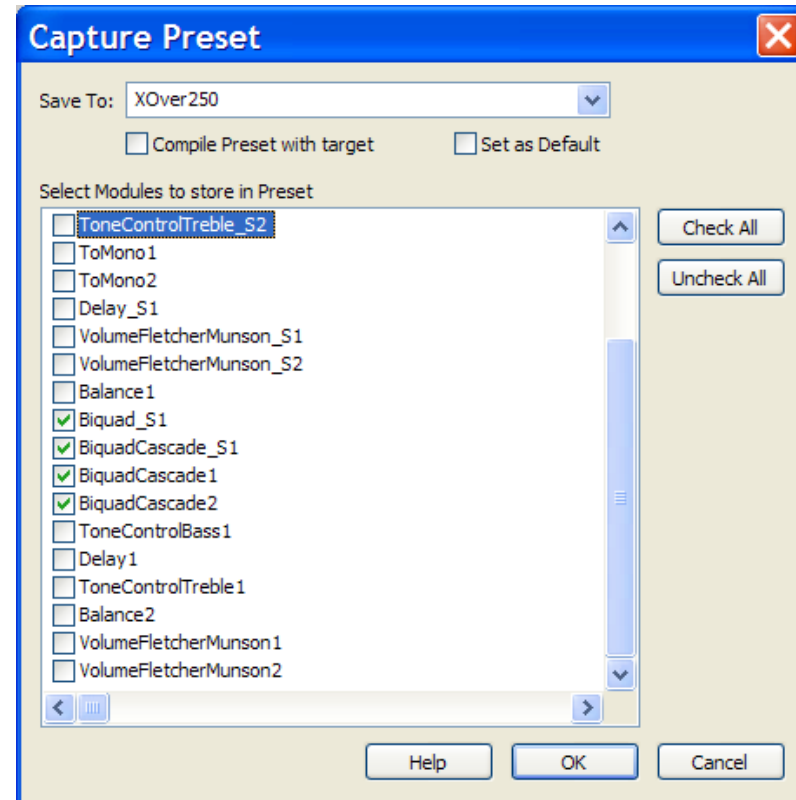 Capture Preset
Save To: XOver250
Compile Preset with target Set as Default
Select Modules to store in Preset
ToneControlTreble_S2
Check All
ToMono1
ToMono2
Uncheck All
Delay_S1
VolumeFletcherMunson_S1
VolumeFletcherMunson_S2
Balance1
Biquad_S1
BiquadCascade_S1
BiquadCascade1
BiquadCascade2
ToneControlBass1
Delay1
ToneControlTreble1
Balance2
VolumeFletcherMunson1
VolumeFletcherMunson2
Help OK Cancel